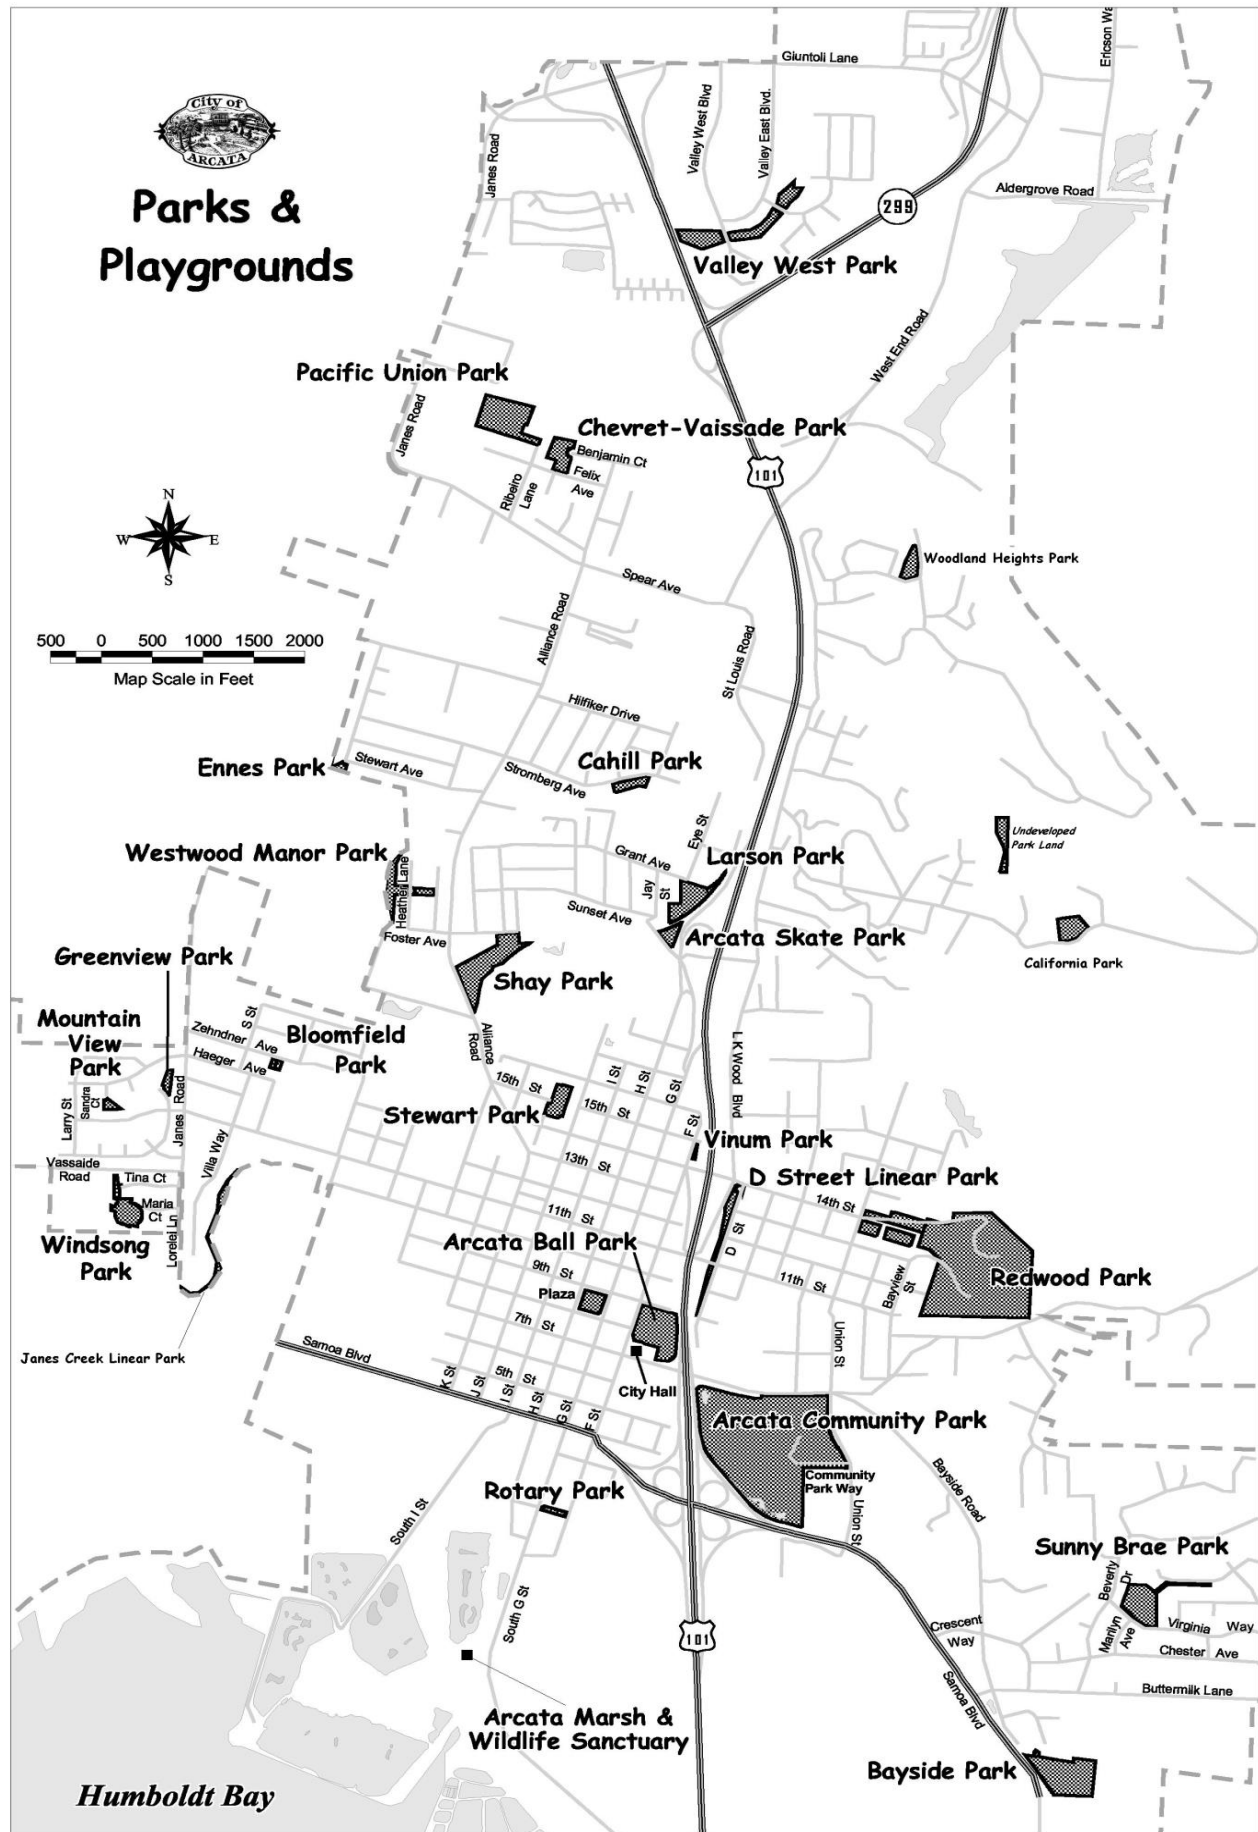 City of
ARCATA
Parks &
Playgrounds
Giuntoli Lane
Ericson Wa
Valley West Blvd
Valley East Blvd.
Janes Road
Aldergrove Road
299
Valley West Park
West End Road
Pacific Union Park
Janes Road
Chevret-Vaissade Park
Benjamin Ct
Felix
Ave
Ribeiro
Lane
101
N
W E
S
Woodland Heights Park
Spear Ave
Alliance Road
St Louis Road
500 0 500 1000 1500 2000
Map Scale in Feet
Hilfiker Drive
Ennes Park
Stewart Ave
Stromberg Ave
Cahill Park
Eye St
Undeveloped
Park Land
Westwood Manor Park
Heather Lane
Grant Ave
Larson Park
Jay
St
Sunset Ave
Foster Ave
Arcata Skate Park
California Park
Greenview Park
Shay Park
Mountain
View
Park
S St
Zehndner Ave
Haeger Ave
Bloomfield
Park
Alliance
Road
L K Wood Blvd
I St
H St
G St
F St
15th St
15th St
Larry St
Sandra
Ct
Janes Road
Stewart Park
Vinum Park
Villa Way
13th St
Vassaide
Road
Tina Ct
Maria
Ct
D Street Linear Park
14th St
11th St
D St
Windsong
Park
Lorelei Ln
Arcata Ball Park
9th St
Plaza
11th St
Bayview
St
Redwood Park
7th St
Union St
Janes Creek Linear Park
Samoa Blvd
5th St
K St
J St
I St
H St
G St
F St
City Hall
Arcata Community Park
Community
Park Way
Bayside Road
Rotary Park
South I St
Union St
Sunny Brae Park
Beverly
Dr
South G St
101
Crescent
Way
Marilyn
Ave
Virginia Way
Chester Ave
Samoa Blvd
Buttermilk Lane
Arcata Marsh &
Wildlife Sanctuary
Bayside Park
Humboldt Bay